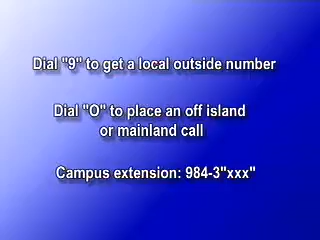 Dial "9" to get a local outside number
Dial "O" to place an off island
or mainland call
Campus extension: 984-3"xxx"